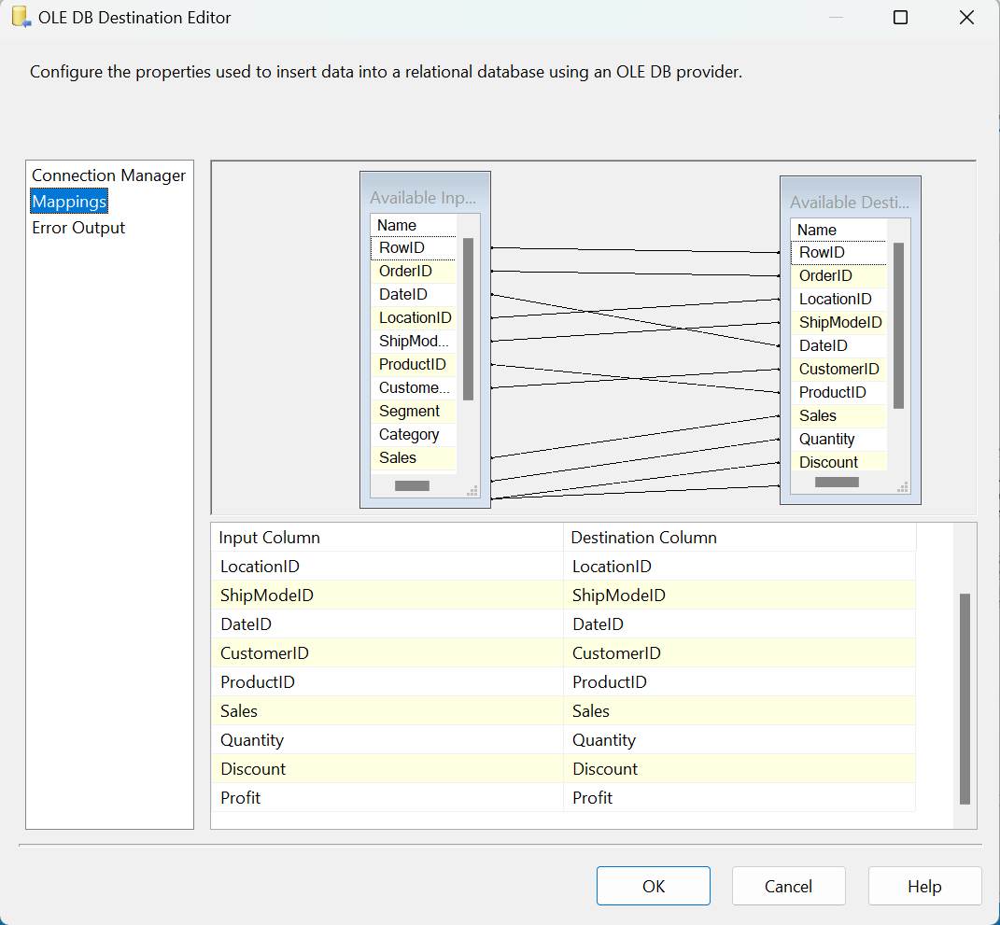 OLE DB Destination Editor
Configure the properties used to insert data into a relational database using an OLE DB provider.
Connection Manager
Mappings
Error Output
Available Inp...
Name
RowID
OrderID
DateID
LocationID
ShipMod...
ProductID
Custome...
Segment
Category
Sales
Available Desti...
Name
RowID
OrderID
LocationID
ShipModeID
DateID
CustomerID
ProductID
Sales
Quantity
Discount
Input Column Destination Column
LocationID LocationID
ShipModeID ShipModeID
DateID DateID
CustomerID CustomerID
ProductID ProductID
Sales Sales
Quantity Quantity
Discount Discount
Profit Profit
OK Cancel Help